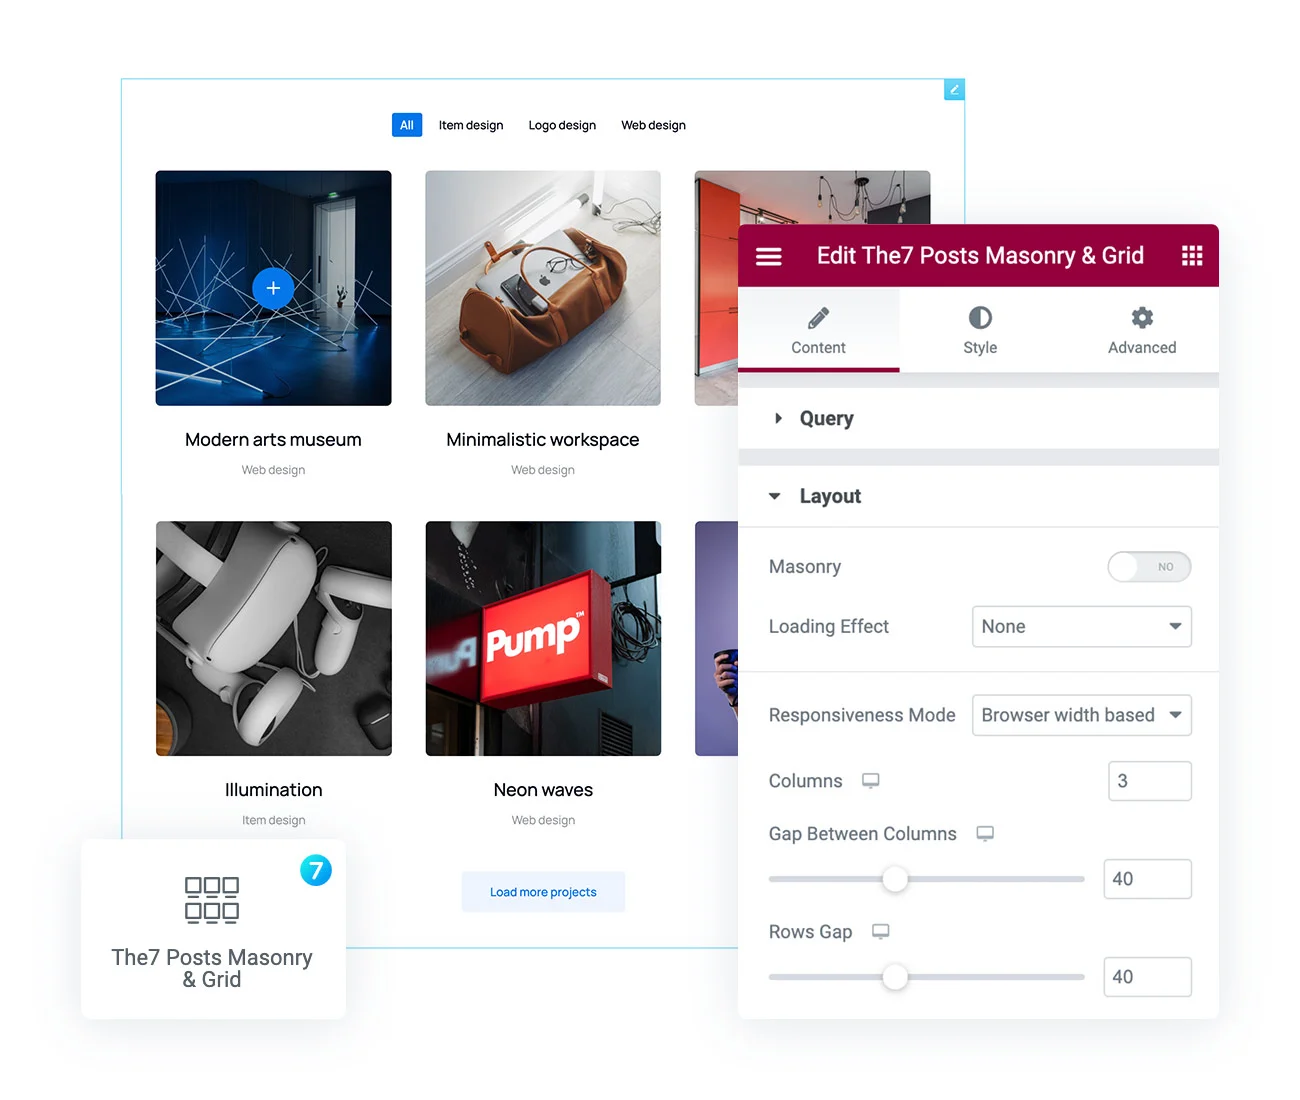 All
Item design
Logo design
Web design
Modern arts museum
Web design
Minimalistic workspace
Web design
Pump™
Illumination
Item design
Neon waves
Web design
Load more projects
7
The7 Posts Masonry
& Grid
Edit The7 Posts Masonry & Grid
Content
Style
Advanced
Query
Layout
Masonry
NO
Loading Effect
None
Responsiveness Mode
Browser width based
Columns
3
Gap Between Columns
40
Rows Gap
40